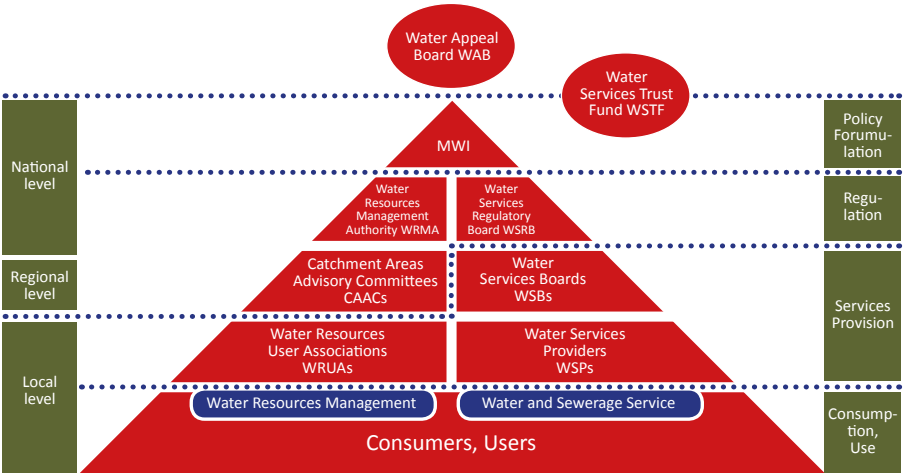 Water Appeal
Board WAB
Water
Services Trust
Fund WSTF
National
level
Regional
level
Local
level
MWI
Water
Resources
Management
Authority WRMA
Water
Services
Regulatory
Board WSRB
Catchment Areas
Advisory Committees
CAACs
Water
Services Boards
WSBs
Water Resources
User Associations
WRUAs
Water Services
Providers
WSPs
Water Resources Management
Water and Sewerage Service
Consumers, Users
Policy
Forumu-
lation
Regu-
lation
Services
Provision
Consump-
tion,
Use